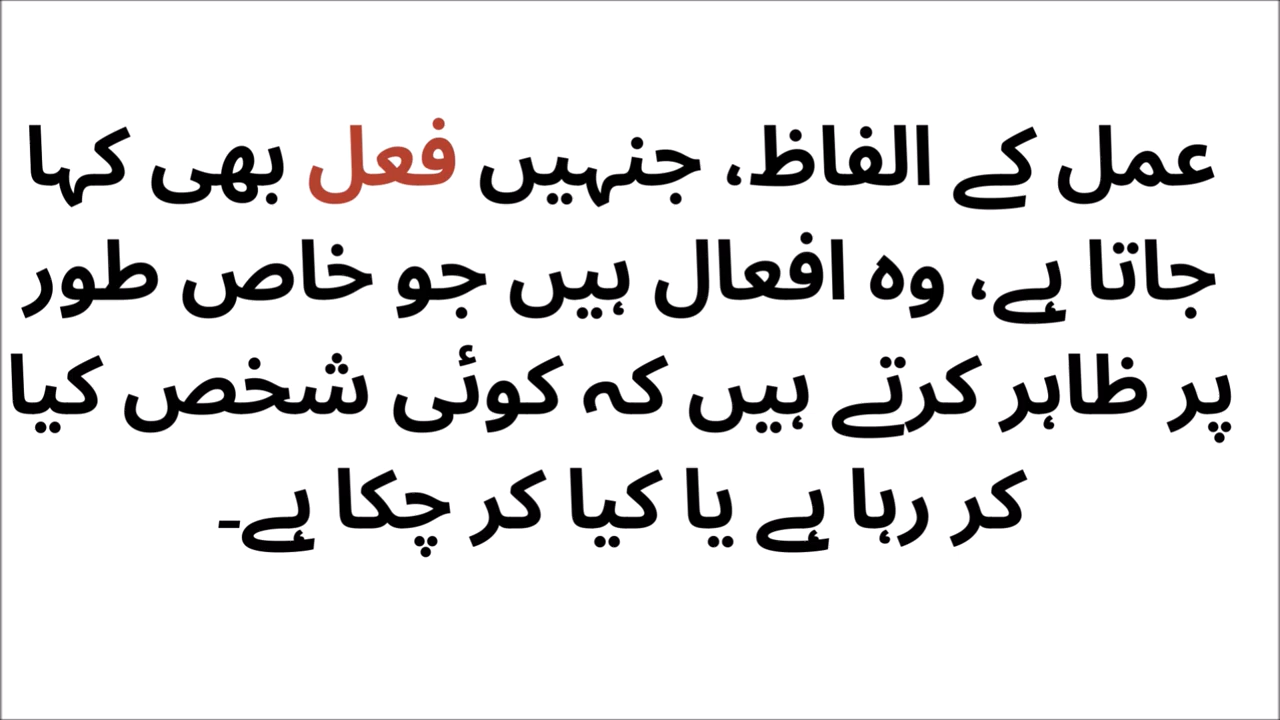 عمل کے الفاظ، جنہیں فعل بھی کہا
جاتا ہے، وہ افعال ہیں جو خاص طور
پر ظاہر کرتے ہیں کہ کوئی شخص کیا
کر رہا ہے یا کیا کر چکا ہے۔